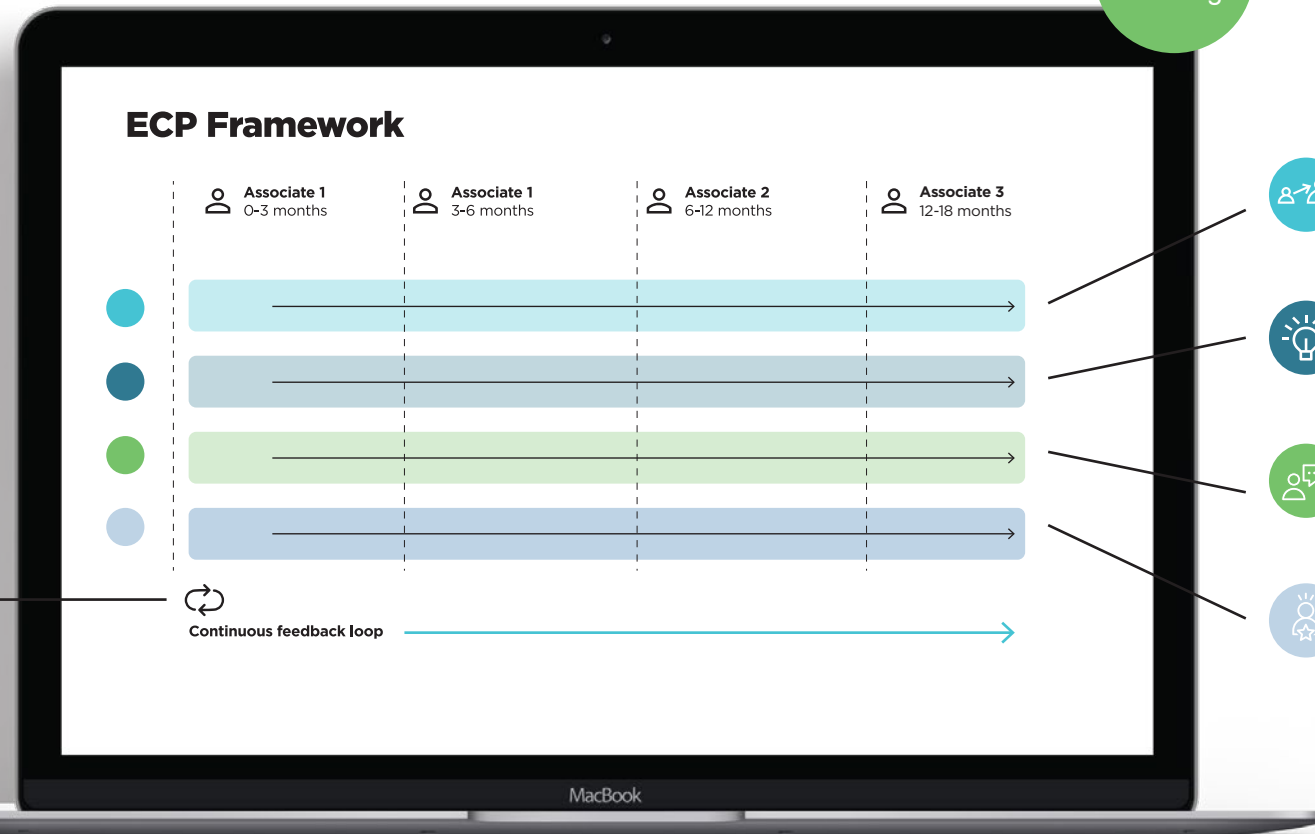 ECP Framework
Associate 1
0-3 months
Associate 1
3-6 months
Associate 2
6-12 months
Associate 3
12-18 months
Continuous feedback loop
MacBook